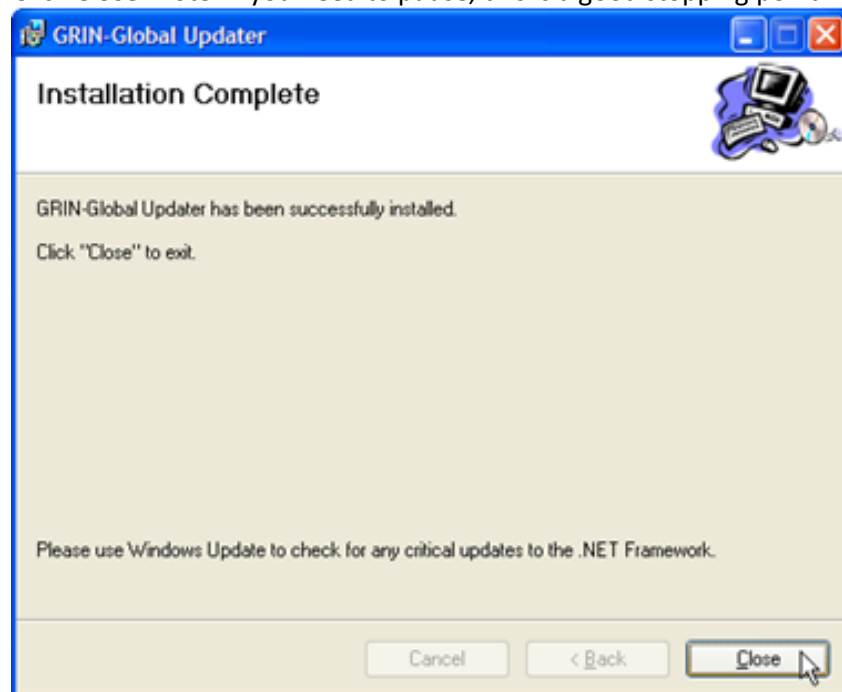 GRIN-Global Updater
Installation Complete
GRIN-Global Updater has been successfully installed.
Click "Close" to exit.
Please use Windows Update to check for any critical updates to the .NET Framework.
Cancel
< Back
Close